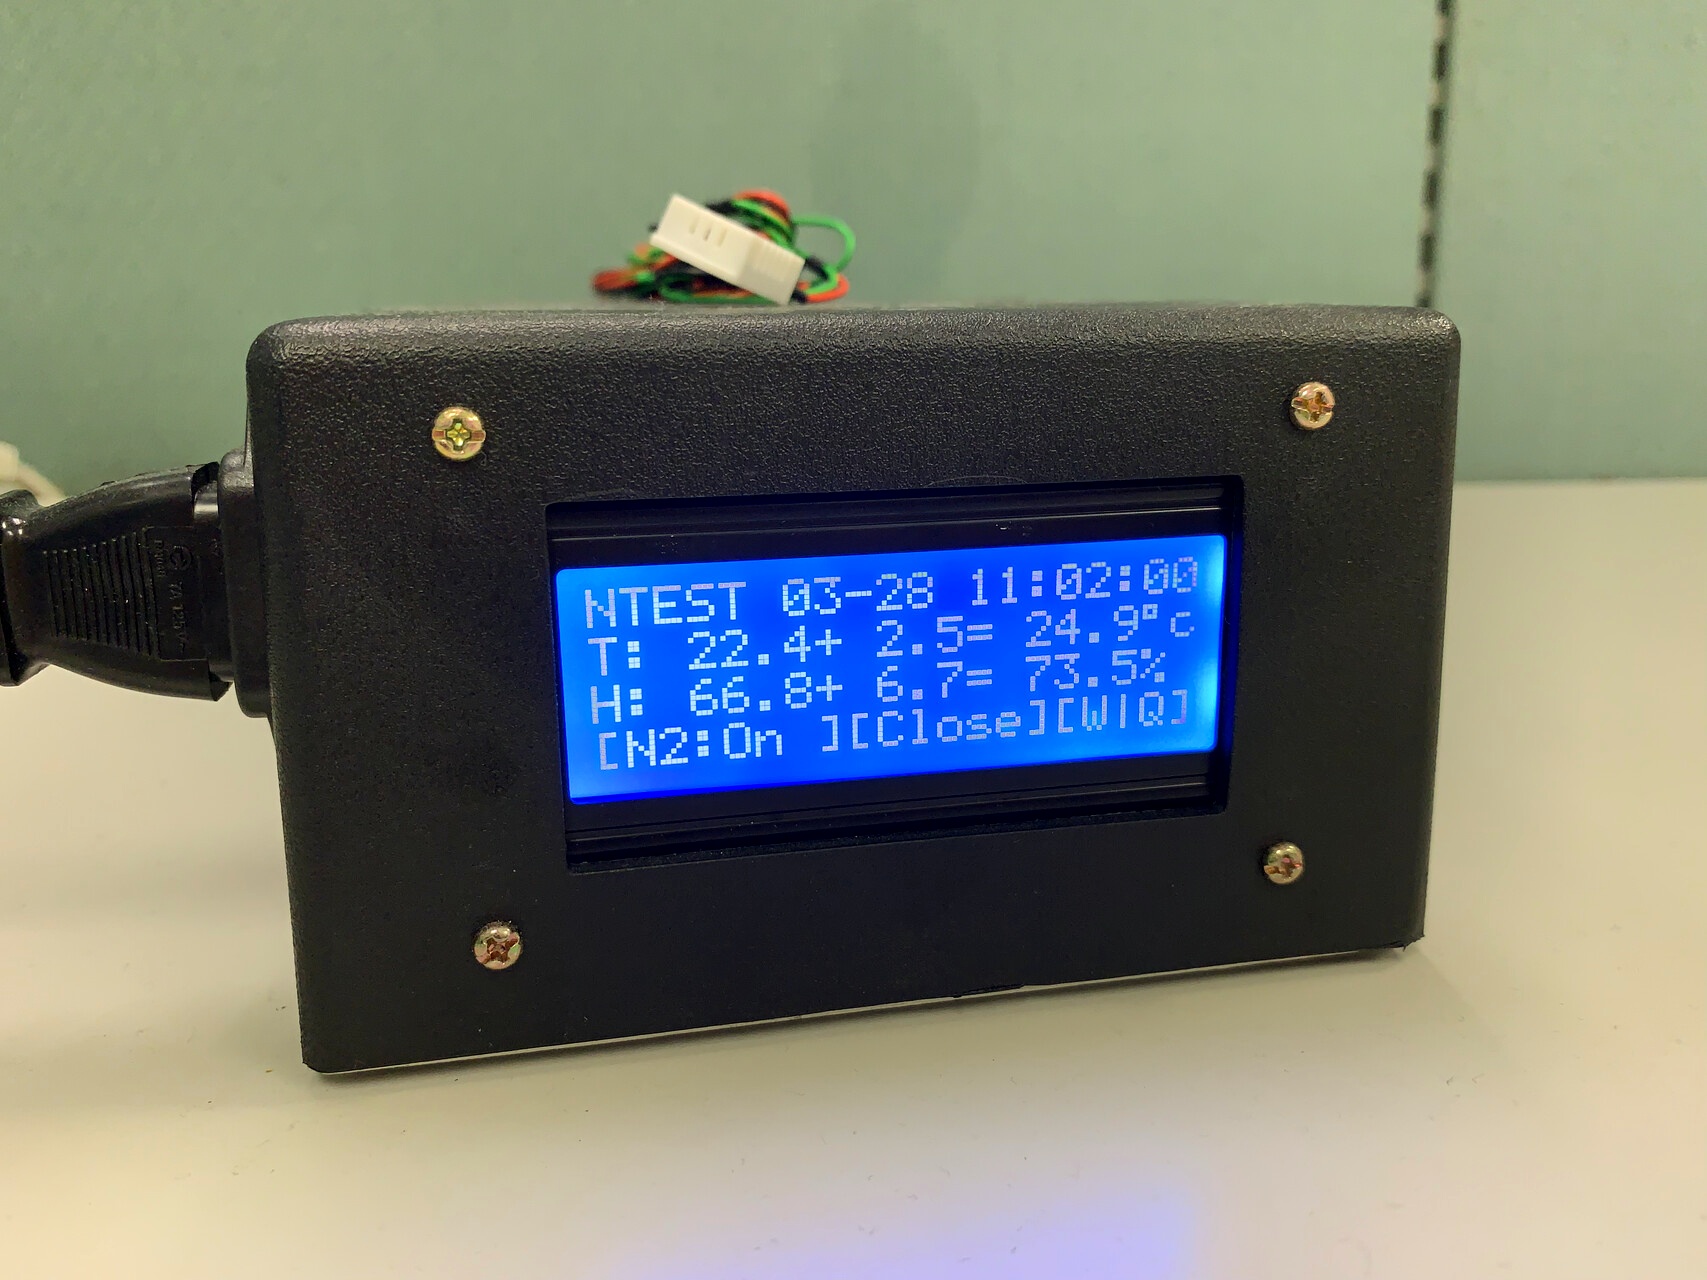 NTEST 03-28 11:02:00
T: 22.4+ 2.5= 24.9°c
H: 66.8+ 6.7= 73.5%
[N2:On ][Close][W|Q]